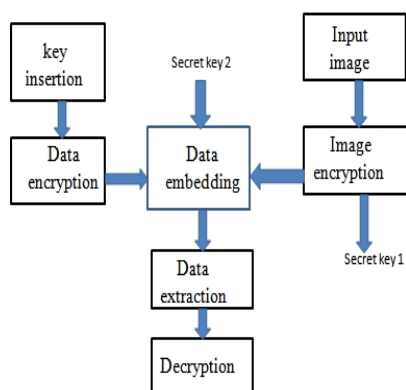 key
insertion
Secret key 2
Input
image
Data
encryption
Data
embedding
Image
encryption
Secret key 1
Data
extraction
Decryption